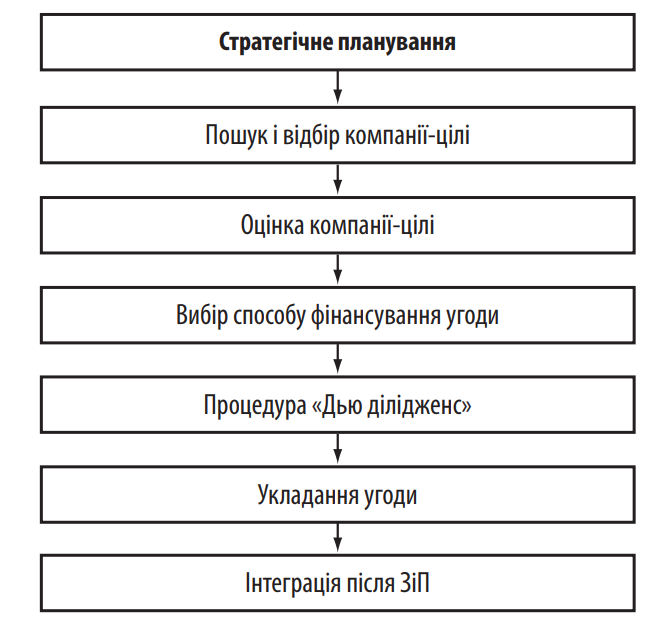 Стратегічне планування
Пошук і відбір компанії-цілі
Оцінка компанії-цілі
Вибір способу фінансування угоди
Процедура «Дью ділідженс»
Укладання угоди
Інтеграція після ЗіП